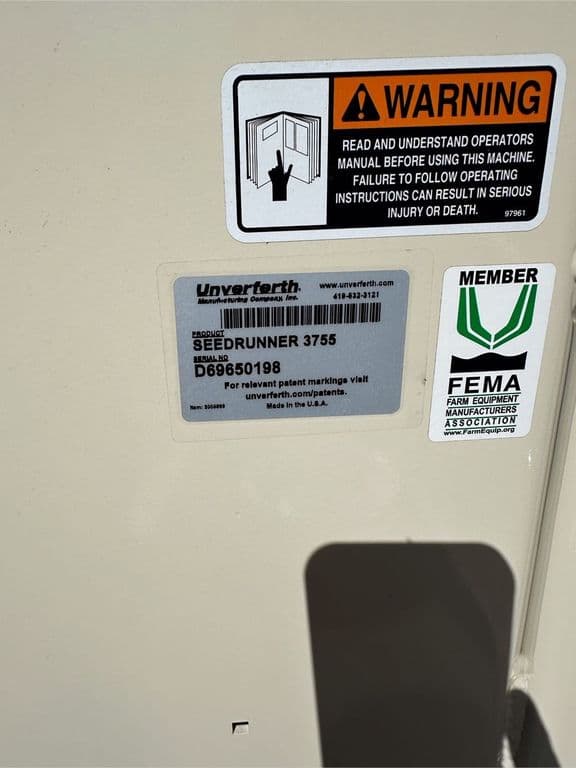 WARNING
READ AND UNDERSTAND OPERATORS
MANUAL BEFORE USING THIS MACHINE.
FAILURE TO FOLLOW OPERATING
INSTRUCTIONS CAN RESULT IN SERIOUS
INJURY OR DEATH.
97961
Unverferth
Manufacturing Company, Inc.
www.unverferth.com
419-532-3121
PRODUCT
SEEDRUNNER 3755
SERIAL NO
D69650198
For relevant patent markings visit
unverferth.com/patents.
Made in the U.S.A.
Item:
MEMBER
FEMA
FARM EQUIPMENT
MANUFACTURERS
ASSOCIATION
www.FarmEquip.org